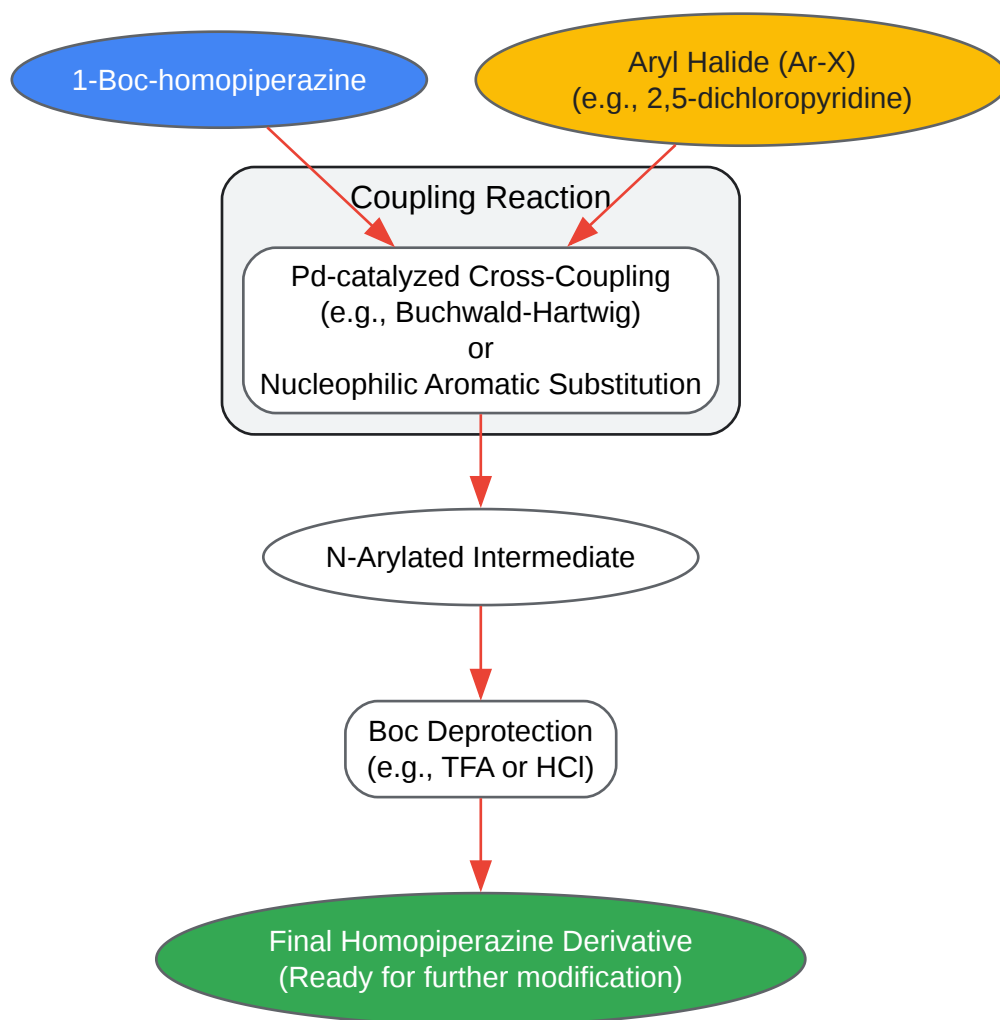 1-Boc-homopiperazine
Aryl Halide (Ar-X)
(e.g., 2,5-dichloropyridine)
Coupling Reaction
Pd-catalyzed Cross-Coupling
(e.g., Buchwald-Hartwig)
or
Nucleophilic Aromatic Substitution
N-Arylated Intermediate
Boc Deprotection
(e.g., TFA or HCl)
Final Homopiperazine Derivative
(Ready for further modification)